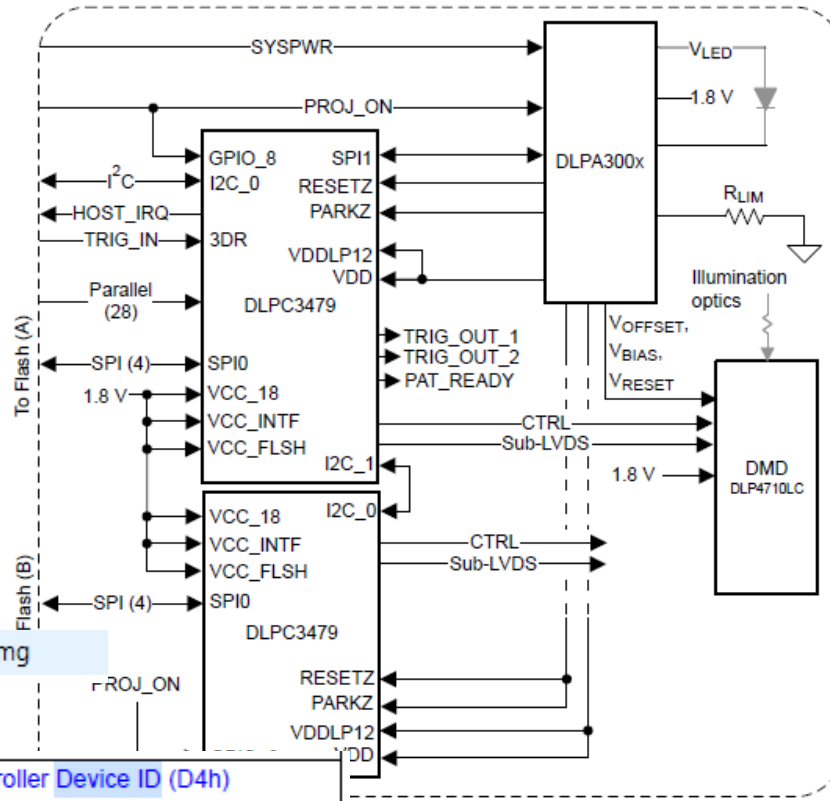 SYSPWR
PROJ_ON
VLED
1.8 V
DLPA300x
RLIM
GPIO_8
SPI1
I2C
I2C_0
RESETZ
HOST_IRQ
PARKZ
TRIG_IN
3DR
VDDLP12
VDD
Parallel
(28)
DLPC3479
Illumination
optics
TRIG_OUT_1
TRIG_OUT_2
PAT_READY
VOFFSET,
VBIAS,
VRESET
To Flash (A)
SPI (4)
SPI0
1.8 V
VCC_18
VCC_INTF
VCC_FLSH
CTRL
Sub-LVDS
I2C_1
1.8 V
DMD
DLP4710LC
I2C_0
VCC_18
VCC_INTF
VCC_FLSH
CTRL
Sub-LVDS
Flash (B)
SPI (4)
SPI0
DLPC3479
mg
PROJ_ON
RESETZ
PARKZ
VDDLP12
VDD
roller Device ID (D4h)